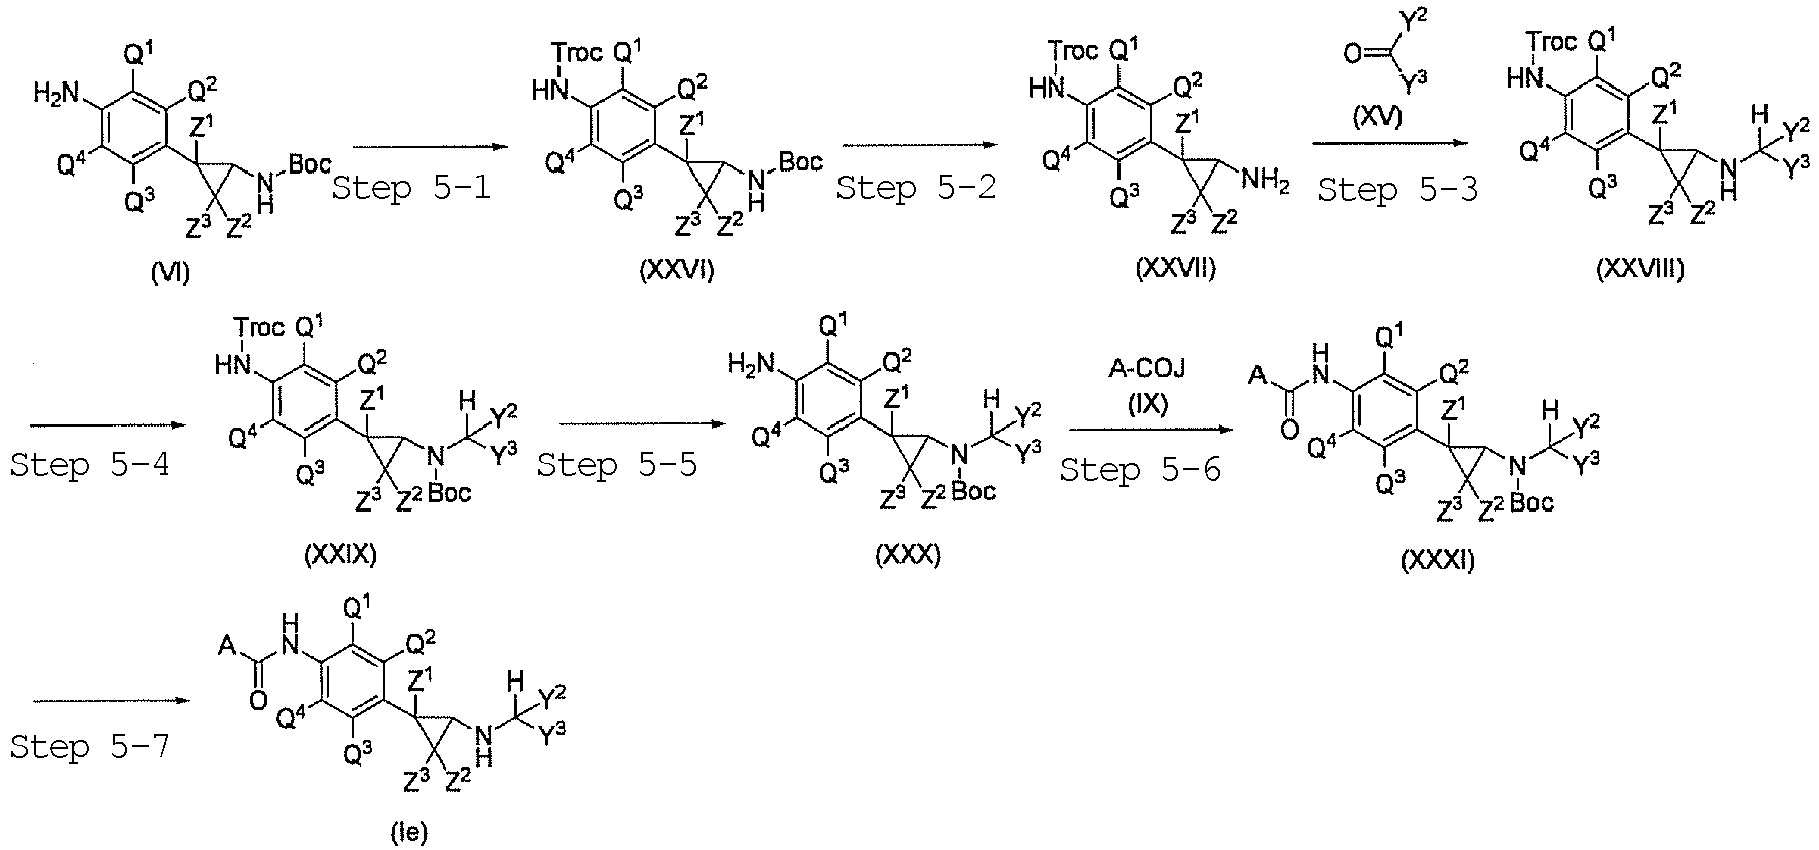 H₂N Q¹ Q² Q⁴ Q³ Z¹ Z³ Z² N H Boc
(VI)
Step 5-1
Troc Q¹ HN Q² Q⁴ Q³ Z¹ Z³ Z² N H Boc
(XXVI)
Step 5-2
Troc Q¹ HN Q² Q⁴ Q³ Z¹ Z³ Z² NH₂
(XXVII)
O Y² Y³
(XV)
Step 5-3
Troc Q¹ HN Q² Q⁴ Q³ Z¹ Z³ Z² N H H Y² Y³
(XXVIII)
Step 5-4
Troc Q¹ HN Q² Q⁴ Q³ Z¹ Z³ Z² N Boc H Y² Y³
(XXIX)
Step 5-5
H₂N Q¹ Q² Q⁴ Q³ Z¹ Z³ Z² N Boc H Y² Y³
(XXX)
A-COJ
(IX)
Step 5-6
A O H N Q¹ Q² Q⁴ Q³ Z¹ Z³ Z² N Boc H Y² Y³
(XXXI)
Step 5-7
A O H N Q¹ Q² Q⁴ Q³ Z¹ Z³ Z² N H H Y² Y³
(Ie)